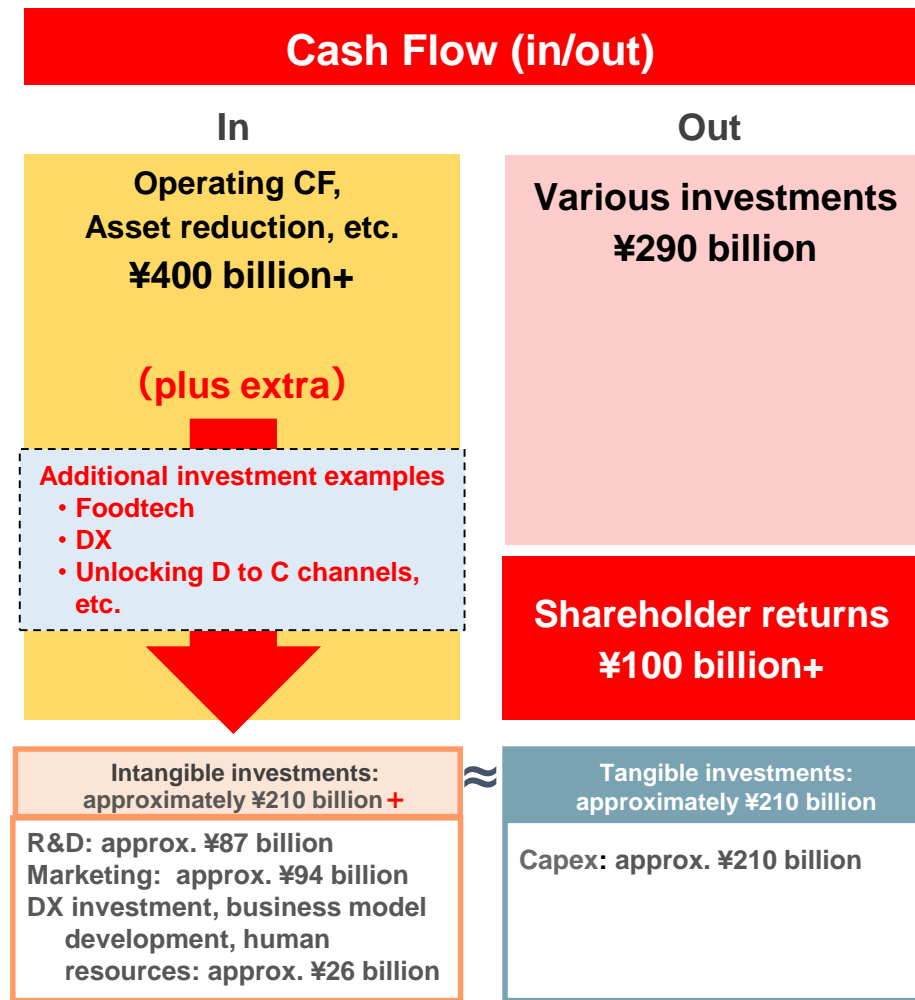 Cash Flow (in/out)
In
Operating CF,
Asset reduction, etc.
¥400 billion+
（plus extra）
Additional investment examples
・Foodtech
・DX
・Unlocking D to C channels,
etc.
Out
Various investments
¥290 billion
Shareholder returns
¥100 billion+
Intangible investments:
approximately ¥210 billion +
R&D: approx. ¥87 billion
Marketing: approx. ¥94 billion
DX investment, business model
development, human
resources: approx. ¥26 billion
≈
Tangible investments:
approximately ¥210 billion
Capex: approx. ¥210 billion